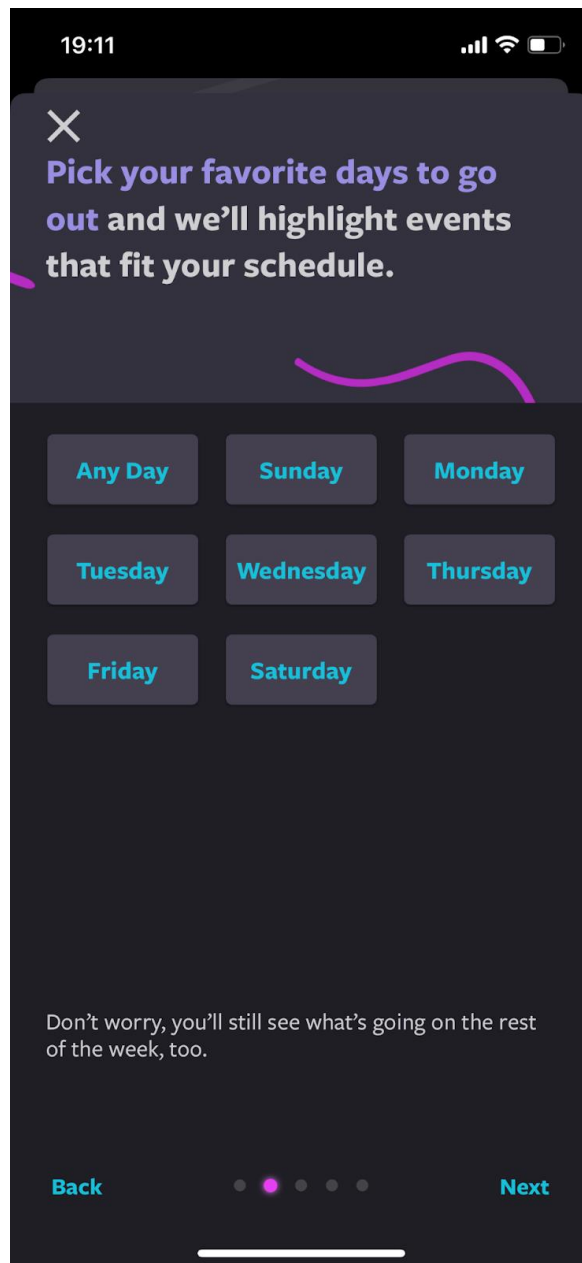 19:11
Pick your favorite days to go
out and we’ll highlight events
that fit your schedule.
Any Day Sunday Monday
Tuesday Wednesday Thursday
Friday Saturday
Don’t worry, you’ll still see what’s going on the rest
of the week, too.
Back Next